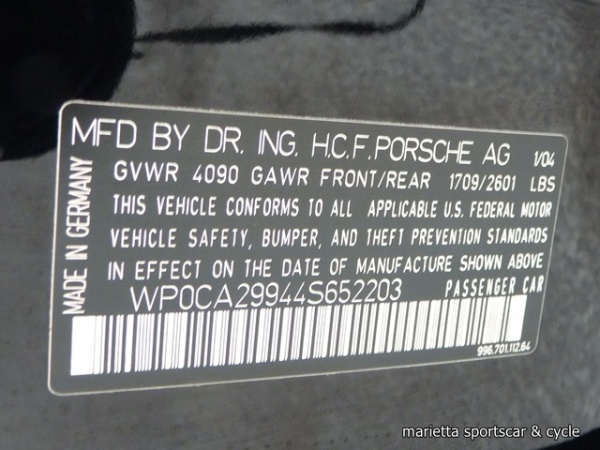 MFD BY DR. ING. H.C.F. PORSCHE AG 1/04
GVWR 4090 GAWR FRONT/REAR 1709/2601 LBS
THIS VEHICLE CONFORMS TO ALL APPLICABLE U.S. FEDERAL MOTOR
VEHICLE SAFETY, BUMPER, AND THEFT PREVENTION STANDARDS
IN EFFECT ON THE DATE OF MANUFACTURE SHOWN ABOVE
WP0CA29944S652203 PASSENGER CAR
996.701.112.64
MADE IN GERMANY
marietta sportscar & cycle